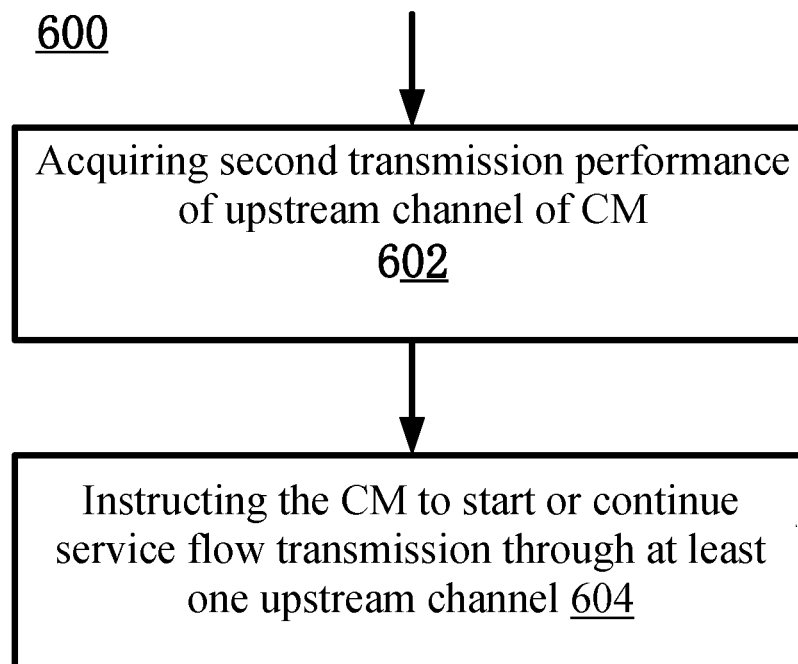 600
Acquiring second transmission performance
of upstream channel of CM
602
Instructing the CM to start or continue
service flow transmission through at least
one upstream channel 604